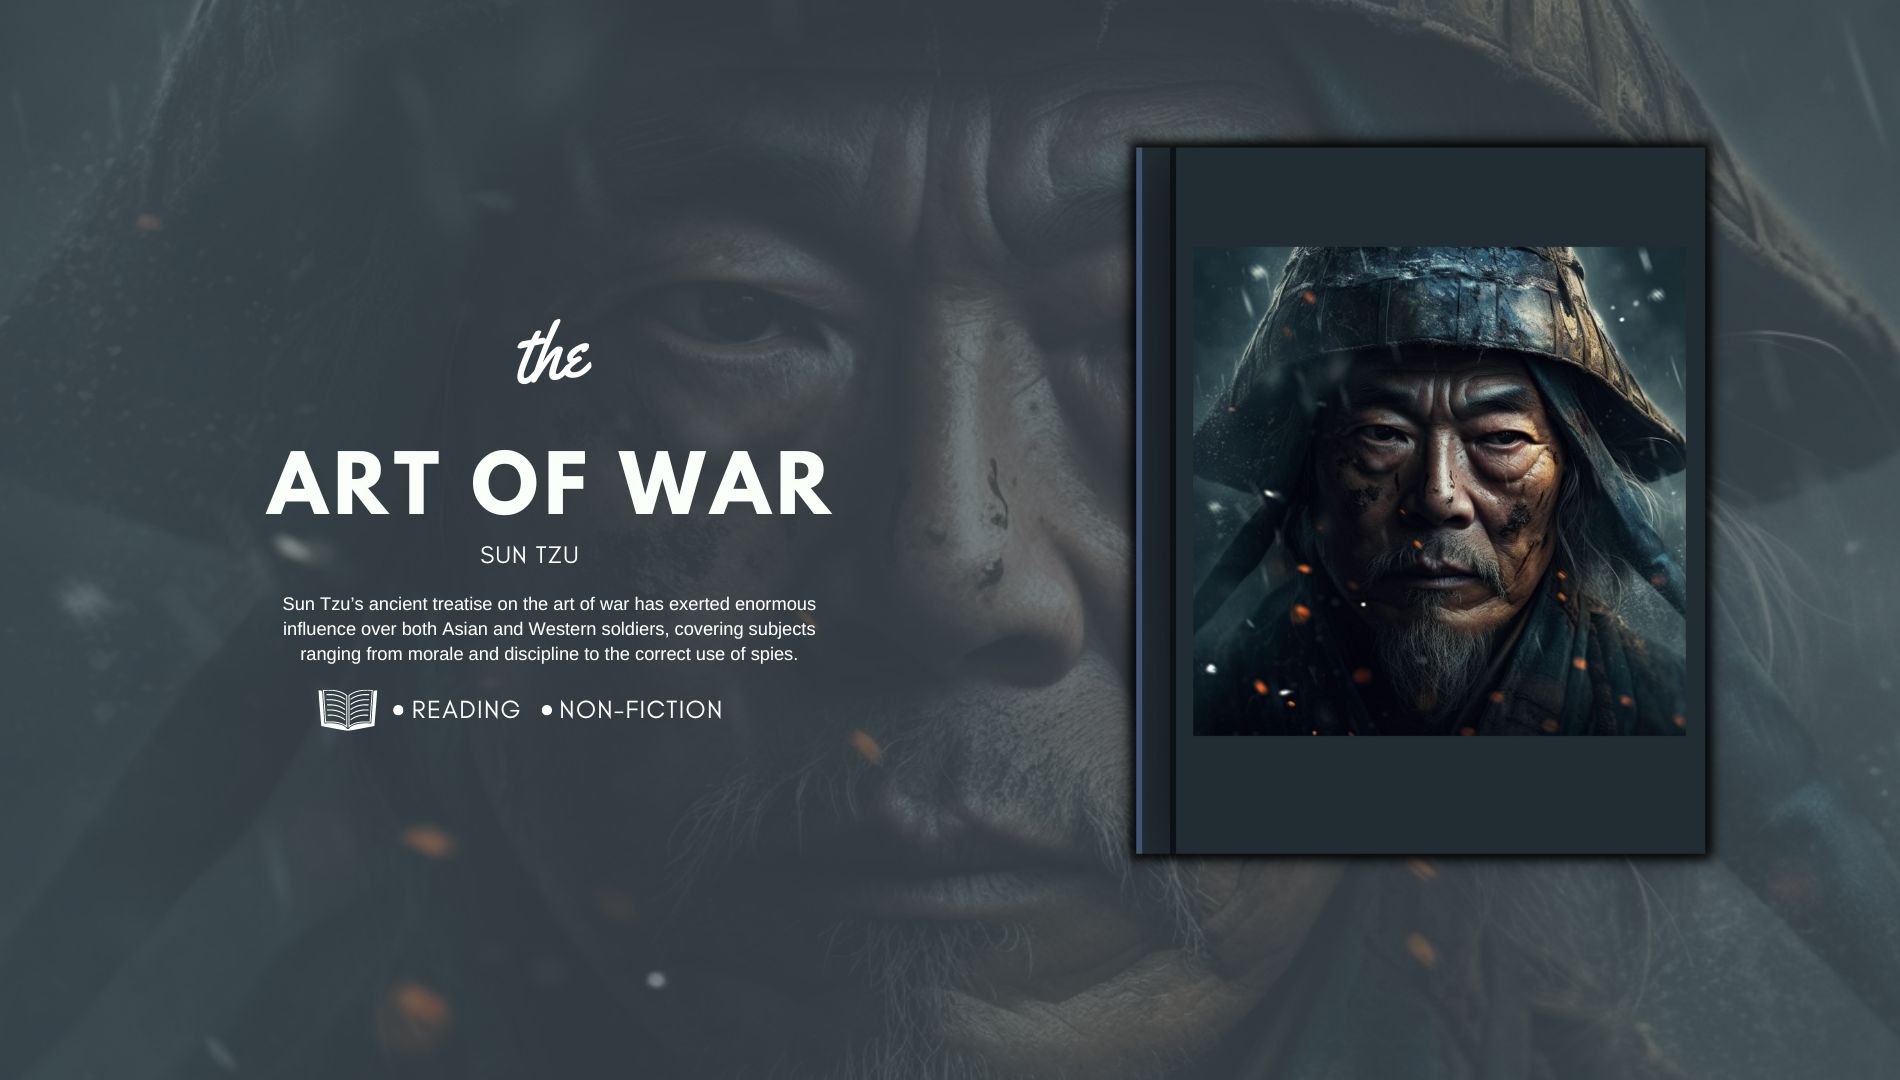 the
ART OF WAR
SUN TZU
Sun Tzu’s ancient treatise on the art of war has exerted enormous
influence over both Asian and Western soldiers, covering subjects
ranging from morale and discipline to the correct use of spies.
• READING • NON-FICTION